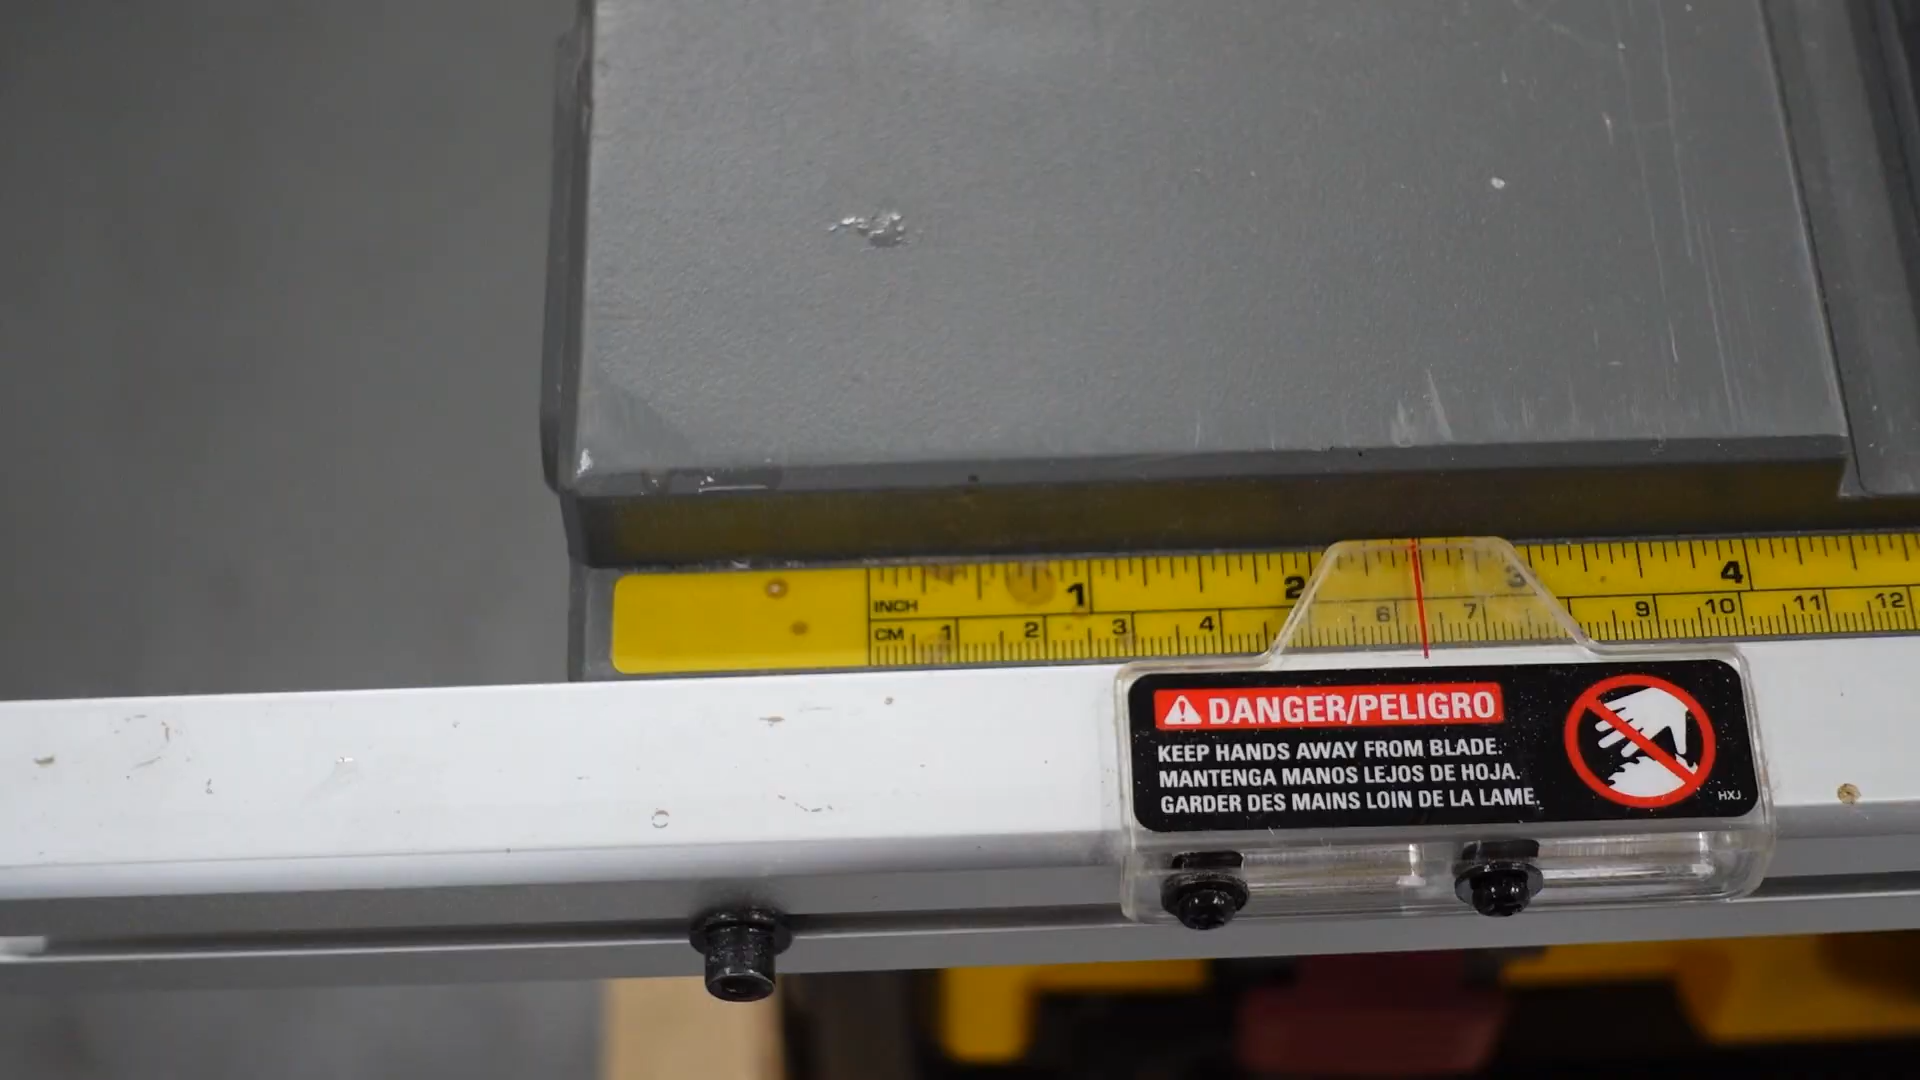 1 2 3 4
INCH
CM 1 2 3 4 6 7 9 10 11 12
DANGER/PELIGRO
KEEP HANDS AWAY FROM BLADE.
MANTENGA MANOS LEJOS DE HOJA.
GARDER DES MAINS LOIN DE LA LAME.
HXJ